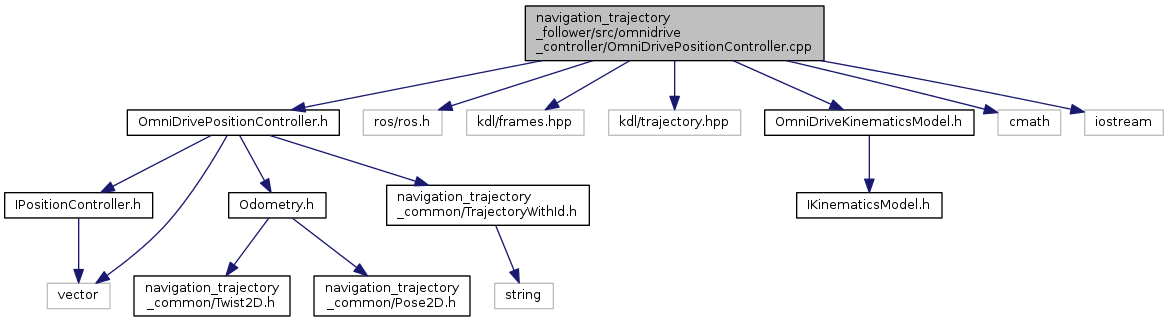 navigation_trajectory
_follower/src/omnidrive
_controller/OmniDrivePositionController.cpp
OmniDrivePositionController.h
ros/ros.h
kdl/frames.hpp
kdl/trajectory.hpp
OmniDriveKinematicsModel.h
cmath
iostream
IPositionController.h
Odometry.h
navigation_trajectory
_common/TrajectoryWithId.h
IKinematicsModel.h
vector
navigation_trajectory
_common/Twist2D.h
navigation_trajectory
_common/Pose2D.h
string